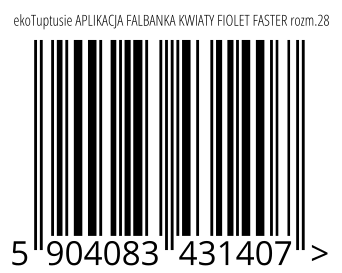 ekoTuptusie APLIKACJA FALBANKA KWIATY FIOLET FASTER rozm.28
5 904083 431407 >